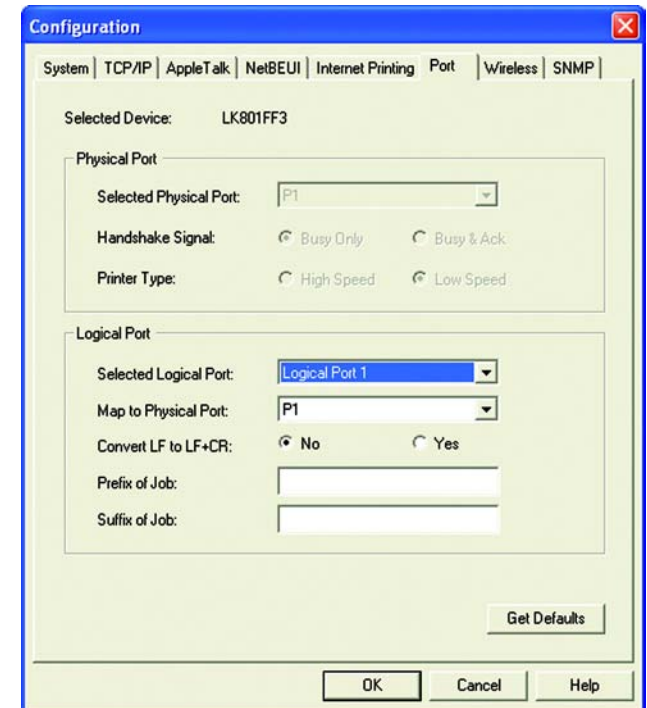 Configuration
System TCP/IP AppleTalk NetBEUI Internet Printing Port Wireless SNMP
Selected Device: LK801FF3
Physical Port
Selected Physical Port: P1
Handshake Signal: Busy Only Busy & Ack
Printer Type: High Speed Low Speed
Logical Port
Selected Logical Port: Logical Port 1
Map to Physical Port: P1
Convert LF to LF+CR: No Yes
Prefix of Job:
Suffix of Job:
Get Defaults
OK Cancel Help